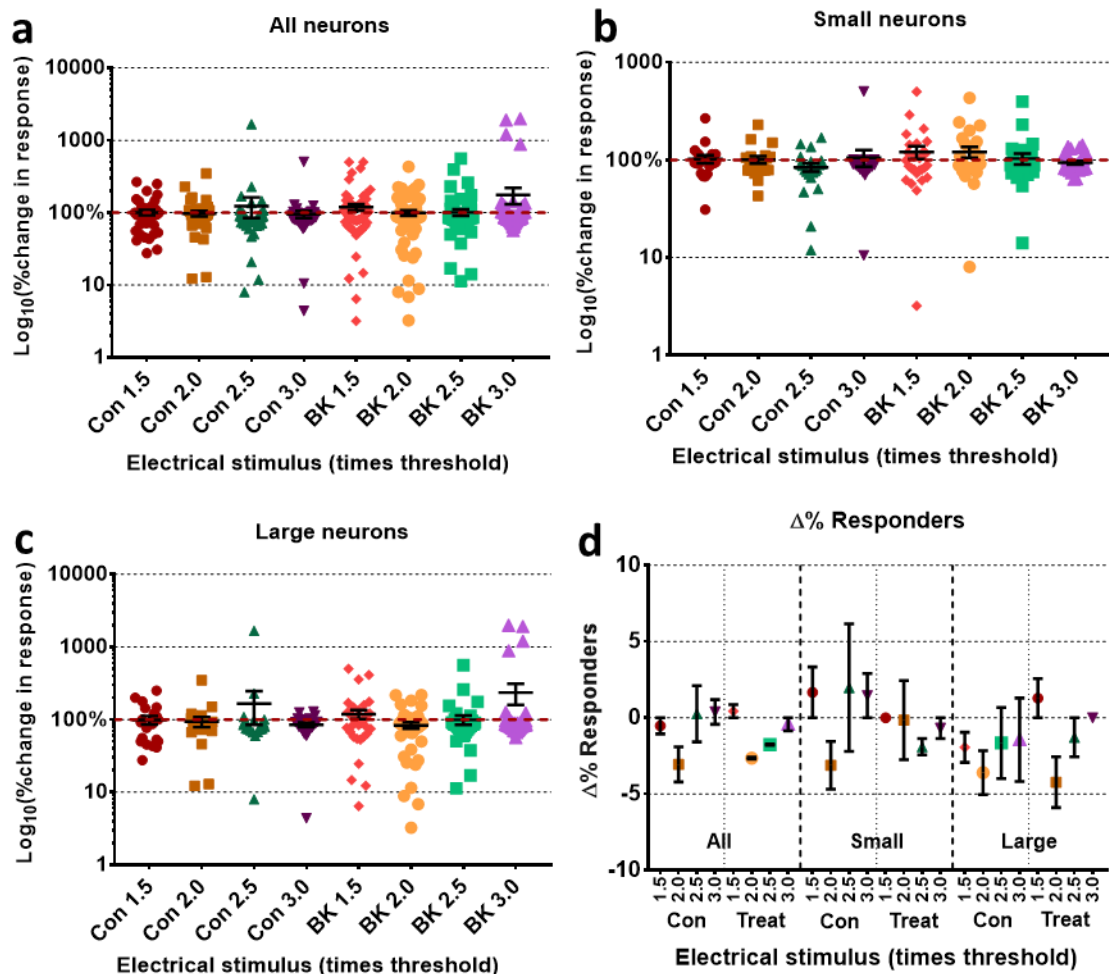 a
All neurons
Log10(%change in response)
10000
1000
100%
10
1
Con 1.5
Con 2.0
Con 2.5
Con 3.0
BK 1.5
BK 2.0
BK 2.5
BK 3.0
Electrical stimulus (times threshold)
b
Small neurons
Log10(%change in response)
1000
100%
10
1
Con 1.5
Con 2.0
Con 2.5
Con 3.0
BK 1.5
BK 2.0
BK 2.5
BK 3.0
Electrical stimulus (times threshold)
c
Large neurons
Log10(%change in response)
10000
1000
100%
10
1
Con 1.5
Con 2.0
Con 2.5
Con 3.0
BK 1.5
BK 2.0
BK 2.5
BK 3.0
Electrical stimulus (times threshold)
d
Δ% Responders
Δ% Responders
10
5
0
-5
-10
All Small Large
1.5 2.0 2.5 3.0 1.5 2.0 2.5 3.0 1.5 2.0 2.5 3.0 1.5 2.0 2.5 3.0 1.5 2.0 2.5 3.0 1.5 2.0 2.5 3.0
Con Treat Con Treat Con Treat
Electrical stimulus (times threshold)